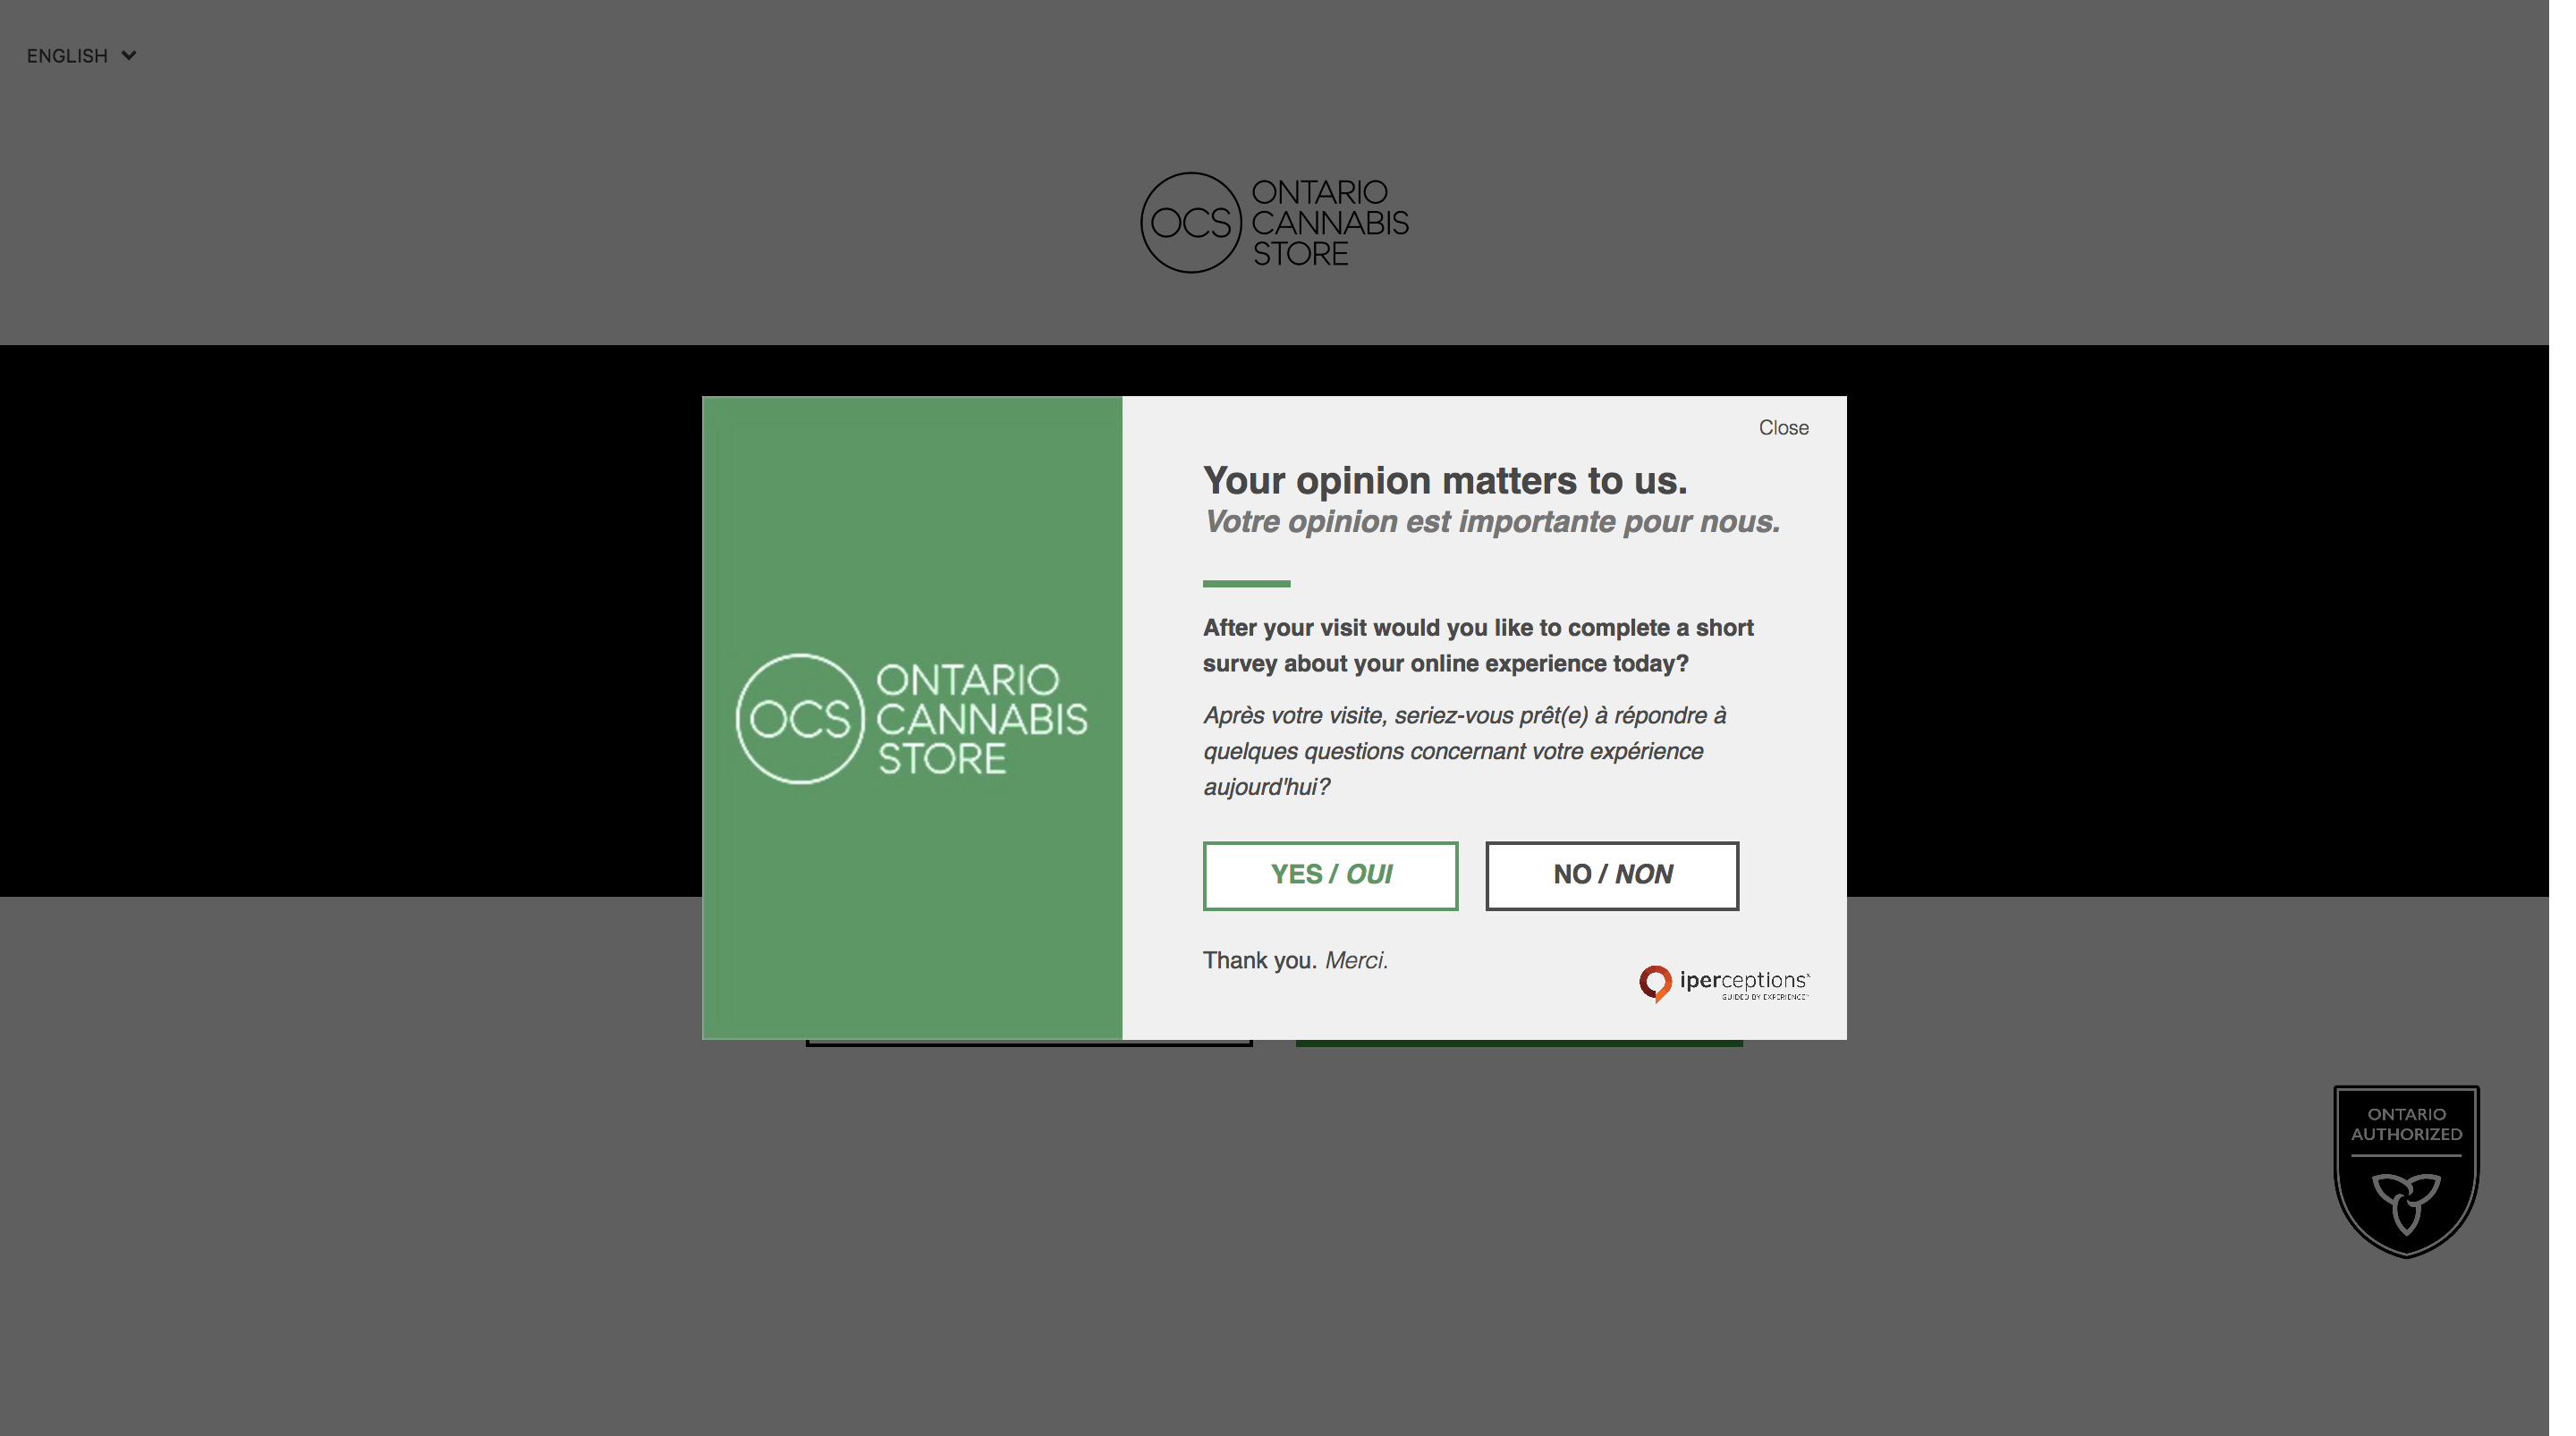 ENGLISH
OCS
ONTARIO
CANNABIS
STORE
Close
Your opinion matters to us.
Votre opinion est importante pour nous.
After your visit would you like to complete a short
survey about your online experience today?
Après votre visite, seriez-vous prêt(e) à répondre à
quelques questions concernant votre expérience
aujourd'hui?
OCS
ONTARIO
CANNABIS
STORE
YES / OUI
NO / NON
Thank you. Merci.
iperceptions
GUIDED BY EXPERIENCE
ONTARIO
AUTHORIZED